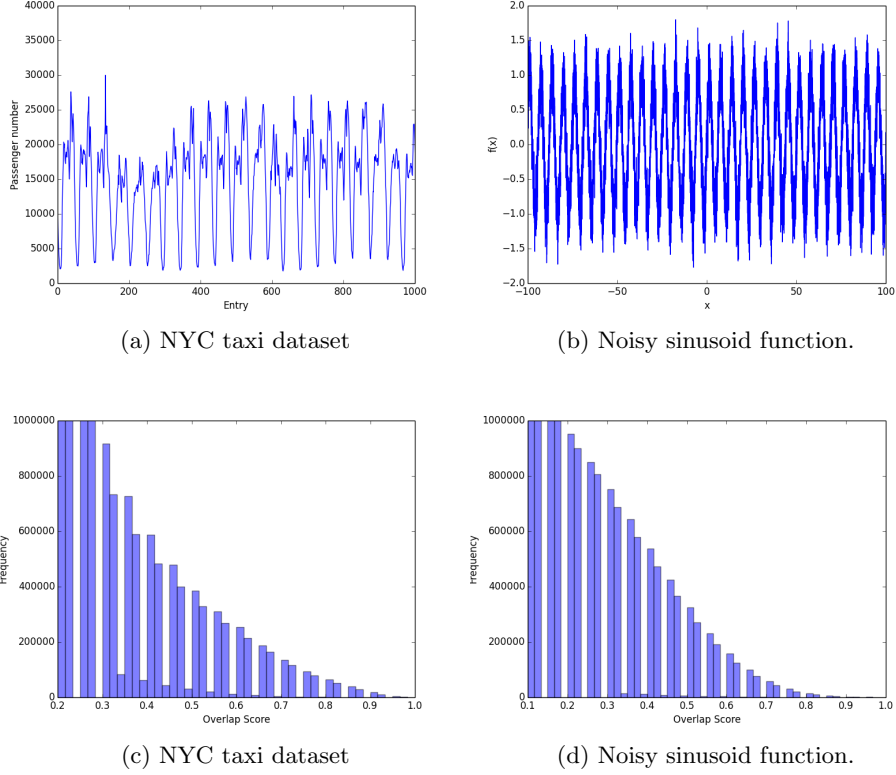 40000
35000
30000
25000
20000
15000
10000
5000
0
Passenger number
0 200 400 600 800 1000
Entry
(a) NYC taxi dataset
2.0
1.5
1.0
0.5
0.0
−0.5
−1.0
−1.5
−2.0
f(x)
−100 −50 0 50 100
x
(b) Noisy sinusoid function.
1000000
800000
600000
400000
200000
0
Frequency
0.2 0.3 0.4 0.5 0.6 0.7 0.8 0.9 1.0
Overlap Score
(c) NYC taxi dataset
1000000
800000
600000
400000
200000
0
Frequency
0.1 0.2 0.3 0.4 0.5 0.6 0.7 0.8 0.9 1.0
Overlap Score
(d) Noisy sinusoid function.